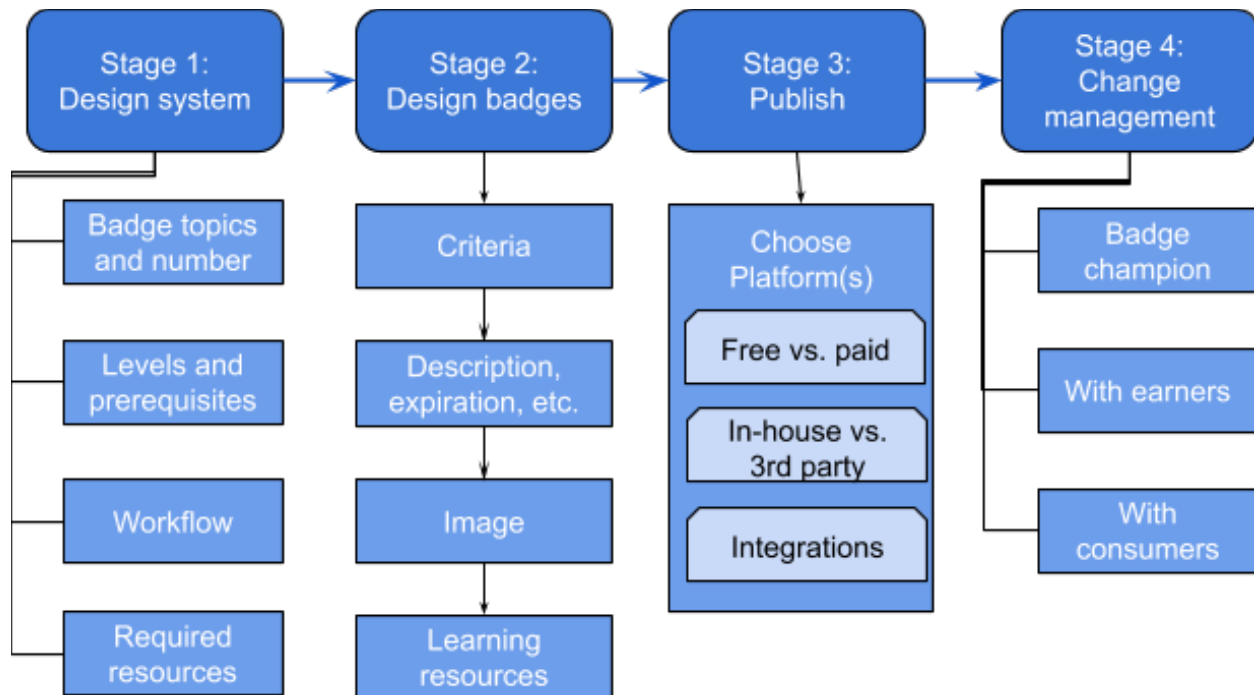 Stage 1:
Design system
Stage 2:
Design badges
Stage 3:
Publish
Stage 4:
Change
management
Badge topics
and number
Levels and
prerequisites
Workflow
Required
resources
Criteria
Description,
expiration, etc.
Image
Learning
resources
Choose
Platform(s)
Free vs. paid
In-house vs.
3rd party
Integrations
Badge
champion
With earners
With
consumers